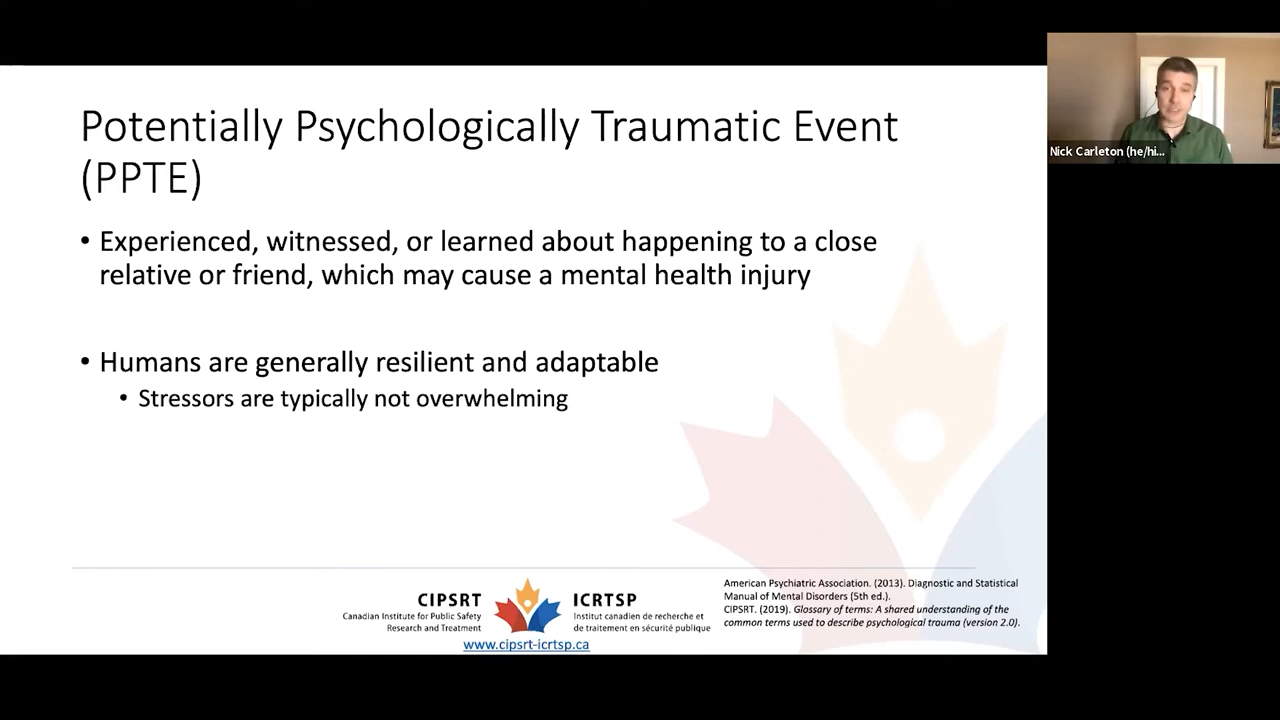 Potentially Psychologically Traumatic Event
(PPTE)
• Experienced, witnessed, or learned about happening to a close
relative or friend, which may cause a mental health injury
• Humans are generally resilient and adaptable
• Stressors are typically not overwhelming
CIPSRT
Canadian Institute for Public Safety
Research and Treatment
ICRTSP
Institut canadien de recherche et
de traitement en sécurité publique
www.cipsrt-icrtsp.ca
American Psychiatric Association. (2013). Diagnostic and Statistical
Manual of Mental Disorders (5th ed.).
CIPSRT. (2019). Glossary of terms: A shared understanding of the
common terms used to describe psychological trauma (version 2.0).
Nick Carleton (he/hi...